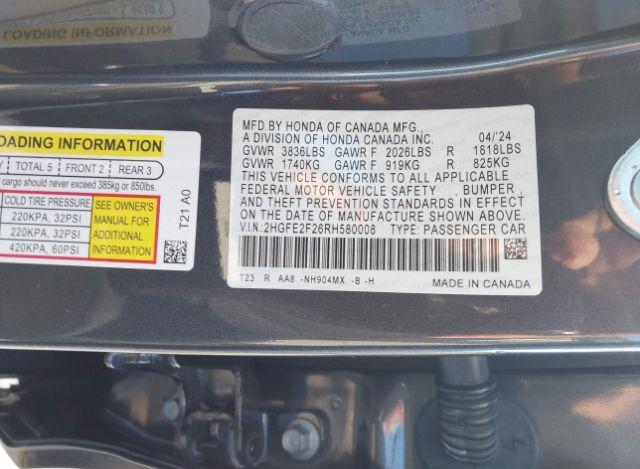 LOADING INFORMATION
OADING INFORMATION
Y TOTAL 5 FRONT 2 REAR 3
cargo should never exceed 385kg or 850lbs.
COLD TIRE PRESSURE
220KPA, 32PSI
220KPA, 32PSI
420KPA, 60PSI
SEE OWNER'S
MANUAL FOR
ADDITIONAL
INFORMATION
T21 A0
MFD BY HONDA OF CANADA MFG.,
A DIVISION OF HONDA CANADA INC. 04/'24
GVWR 3836LBS GAWR F 2026LBS R 1818LBS
GVWR 1740KG GAWR F 919KG R 825KG
THIS VEHICLE CONFORMS TO ALL APPLICABLE
FEDERAL MOTOR VEHICLE SAFETY , BUMPER ,
AND THEFT PREVENTION STANDARDS IN EFFECT
ON THE DATE OF MANUFACTURE SHOWN ABOVE.
V.I.N. 2HGFE2F26RH580008 TYPE: PASSENGER CAR
T23 R AA8 -NH904MX -B -H
MADE IN CANADA